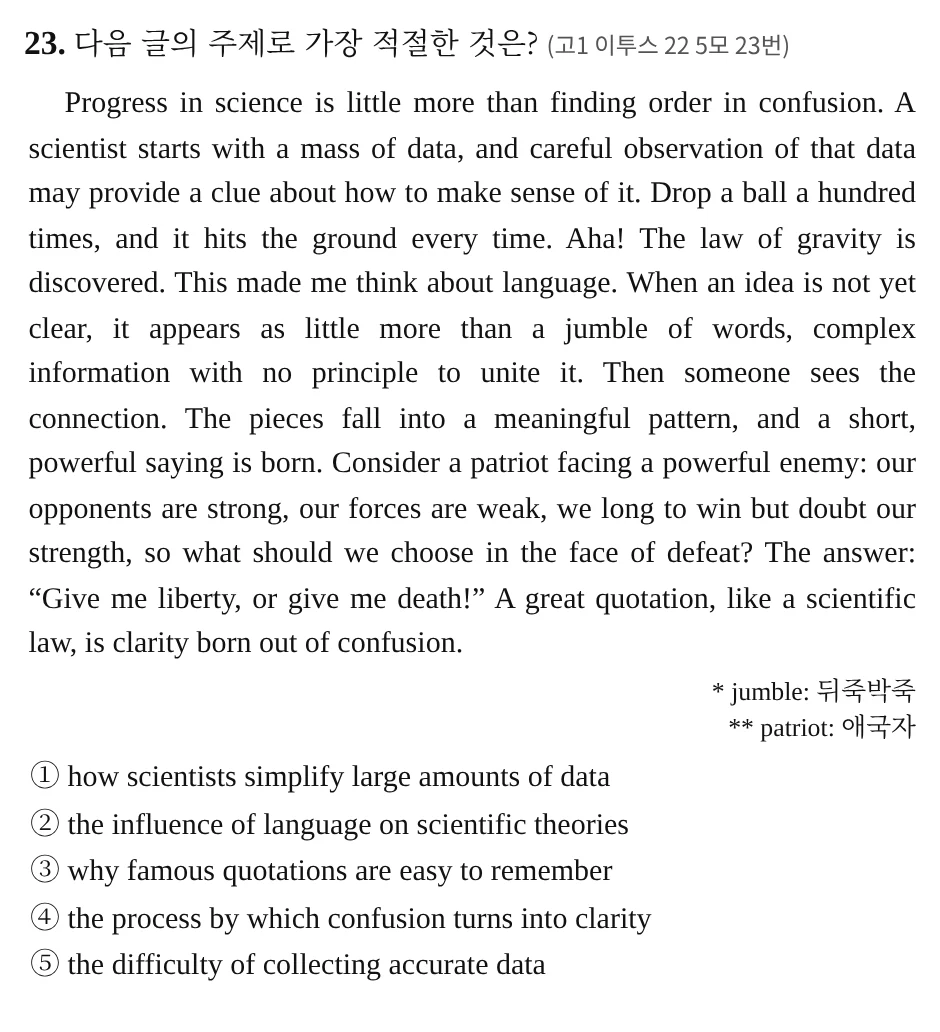 23. 다음 글의 주제로 가장 적절한 것은? (고1 이투스 22 5모 23번)
Progress in science is little more than finding order in confusion. A
scientist starts with a mass of data, and careful observation of that data
may provide a clue about how to make sense of it. Drop a ball a hundred
times, and it hits the ground every time. Aha! The law of gravity is
discovered. This made me think about language. When an idea is not yet
clear, it appears as little more than a jumble of words, complex
information with no principle to unite it. Then someone sees the
connection. The pieces fall into a meaningful pattern, and a short,
powerful saying is born. Consider a patriot facing a powerful enemy: our
opponents are strong, our forces are weak, we long to win but doubt our
strength, so what should we choose in the face of defeat? The answer:
“Give me liberty, or give me death!” A great quotation, like a scientific
law, is clarity born out of confusion.
* jumble: 뒤죽박죽
** patriot: 애국자
① how scientists simplify large amounts of data
② the influence of language on scientific theories
③ why famous quotations are easy to remember
④ the process by which confusion turns into clarity
⑤ the difficulty of collecting accurate data